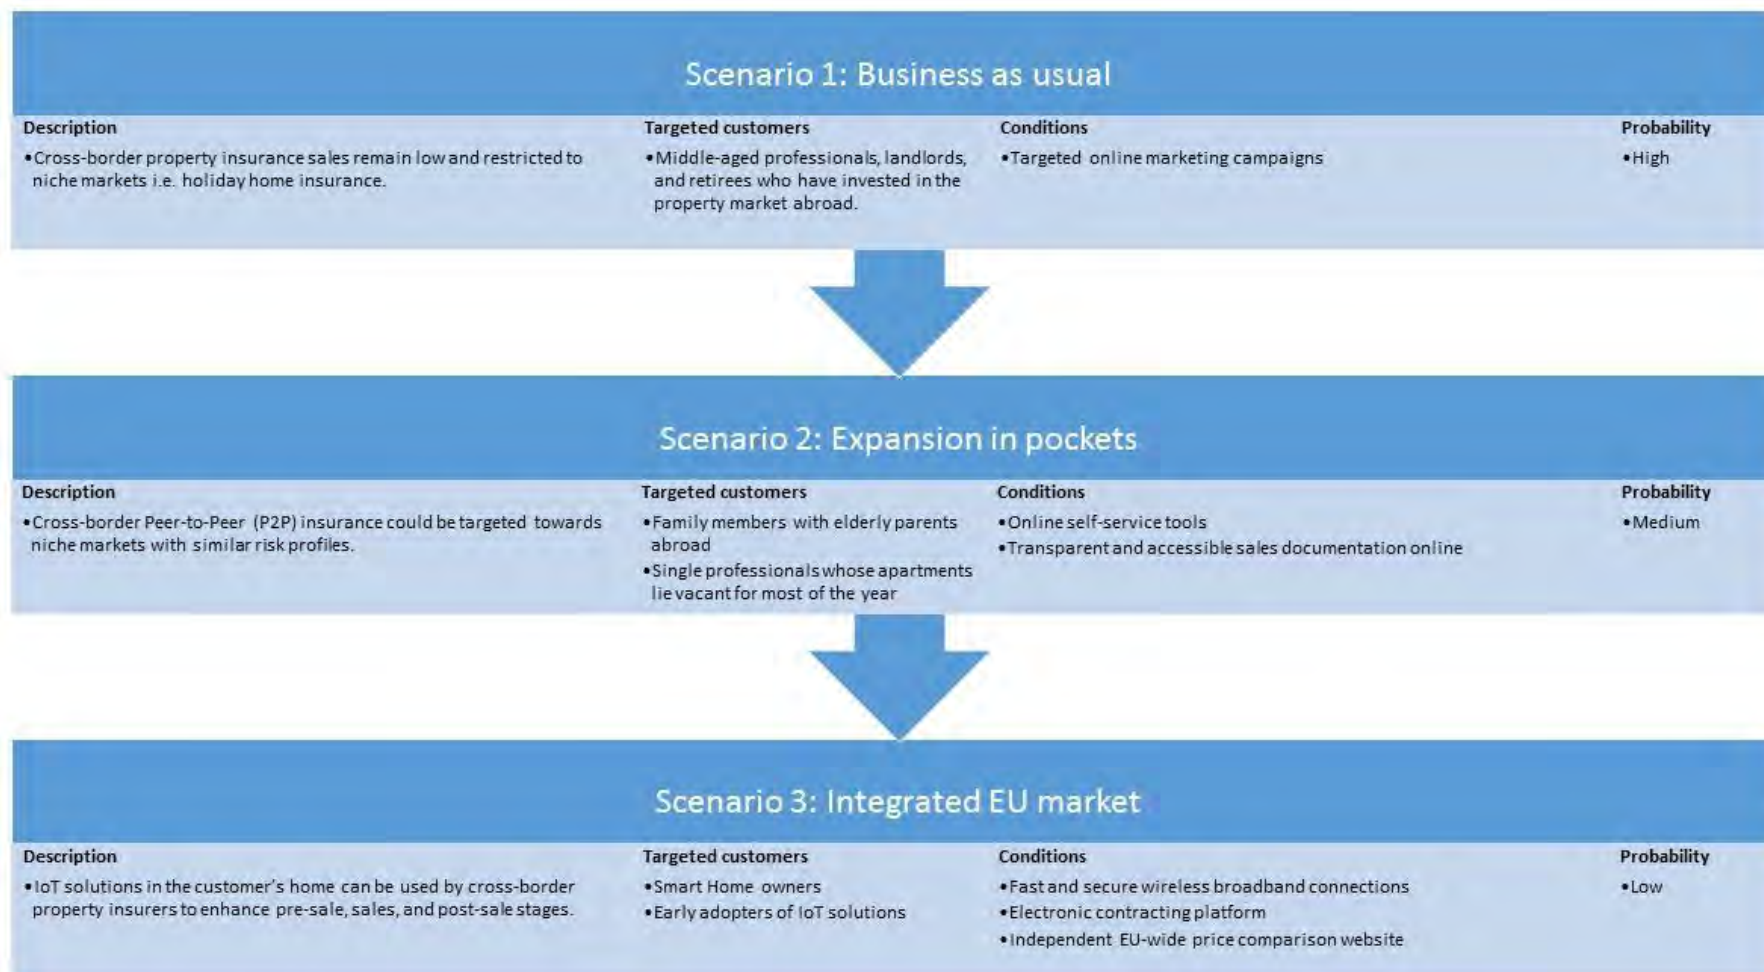 Scenario 1: Business as usual
Description
•Cross-border property insurance sales remain low and restricted to
niche markets i.e. holiday home insurance.
Targeted customers
•Middle-aged professionals, landlords,
and retirees who have invested in the
property market abroad.
Conditions
•Targeted online marketing campaigns
Probability
•High
Scenario 2: Expansion in pockets
Description
•Cross-border Peer-to-Peer (P2P) insurance could be targeted towards
niche markets with similar risk profiles.
Targeted customers
•Family members with elderly parents
abroad
•Single professionals whose apartments
lie vacant for most of the year
Conditions
•Online self-service tools
•Transparent and accessible sales documentation online
Probability
•Medium
Scenario 3: Integrated EU market
Description
•IoT solutions in the customer's home can be used by cross-border
property insurers to enhance pre-sale, sales, and post-sale stages.
Targeted customers
•Smart Home owners
•Early adopters of IoT solutions
Conditions
•Fast and secure wireless broadband connections
•Electronic contracting platform
•Independent EU-wide price comparison website
Probability
•Low